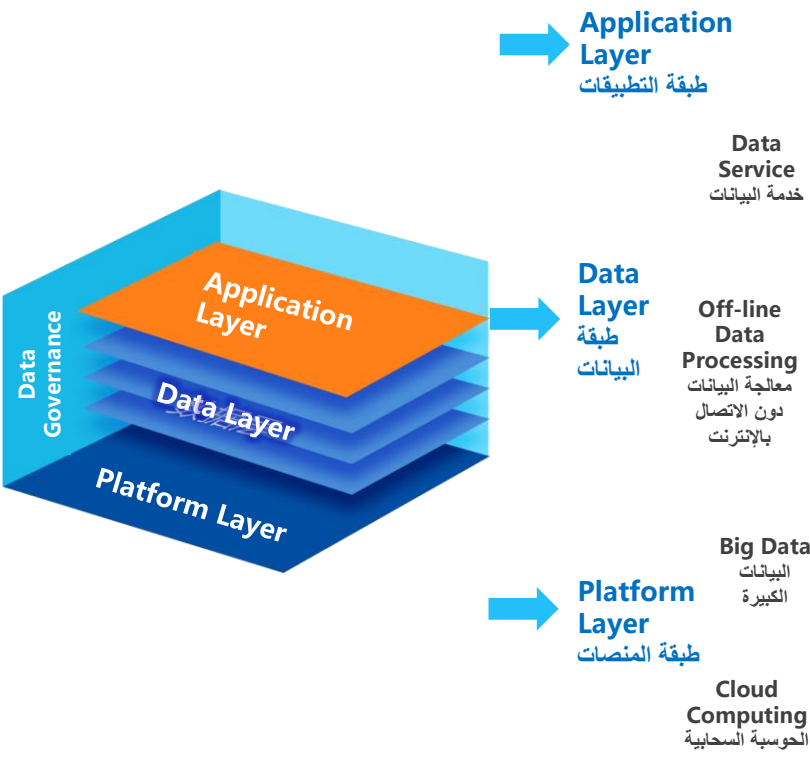 Application
Layer
طبقة التطبيقات
Data
Service
خدمة البيانات
Application
Layer
Data
Governance
Data Layer
Platform Layer
Data
Layer
طبقة
البيانات
Off-line
Data
Processing
معالجة البيانات
دون الاتصال
بالإنترنت
Big Data
البيانات
الكبيرة
Platform
Layer
طبقة المنصات
Cloud
Computing
الحوسبة السحابية